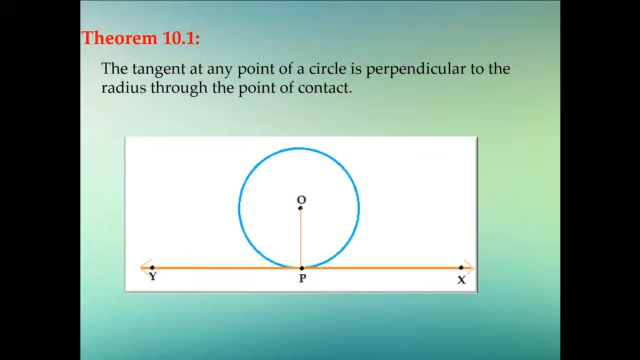 Theorem 10.1:
The tangent at any point of a circle is perpendicular to the
radius through the point of contact.
O
Y
P
X